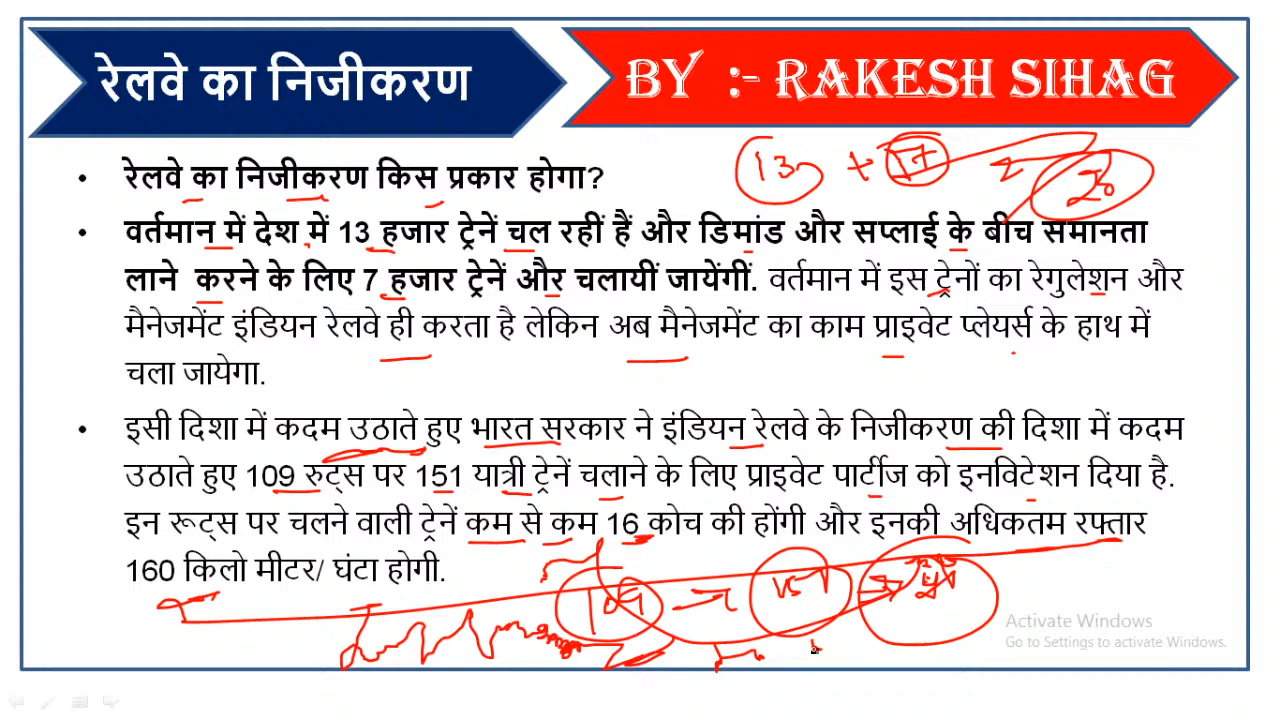 रेलवे का निजीकरण
BY :- RAKESH SIHAG
13 + 17 = 20
• रेलवे का निजीकरण किस प्रकार होगा?
• वर्तमान में देश में 13 हजार ट्रेनें चल रहीं हैं और डिमांड और सप्लाई के बीच समानता
लाने करने के लिए 7 हजार ट्रेनें और चलायीं जायेंगीं. वर्तमान में इस ट्रेनों का रेगुलेशन और
मैनेजमेंट इंडियन रेलवे ही करता है लेकिन अब मैनेजमेंट का काम प्राइवेट प्लेयर्स के हाथ में
चला जायेगा.
• इसी दिशा में कदम उठाते हुए भारत सरकार ने इंडियन रेलवे के निजीकरण की दिशा में कदम
उठाते हुए 109 रुट्स पर 151 यात्री ट्रेनें चलाने के लिए प्राइवेट पार्टीज को इनविटेशन दिया है.
इन रूट्स पर चलने वाली ट्रेनें कम से कम 16 कोच की होंगी और इनकी अधिकतम रफ्तार
160 किलो मीटर/ घंटा होगी.
109 → 151
Activate Windows
Go to Settings to activate Windows.